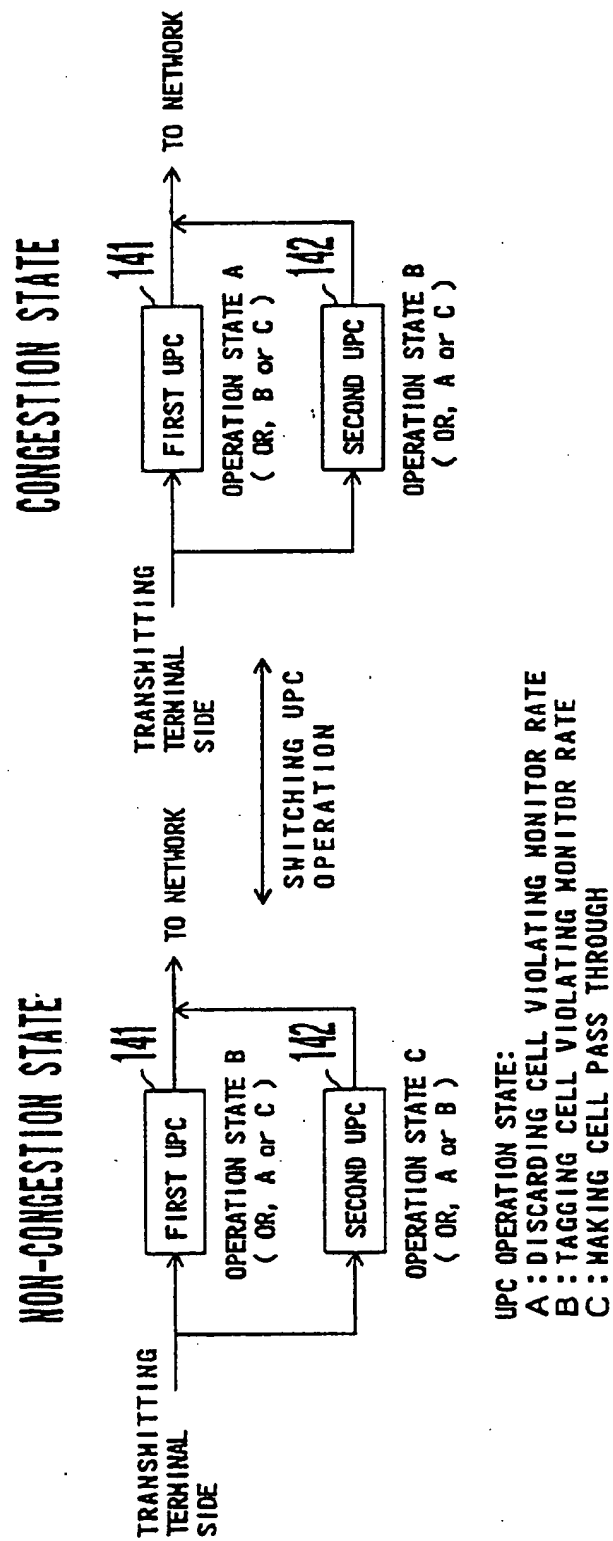 NON-CONGESTION STATE
TRANSMITTING
TERMINAL
SIDE
141
FIRST UPC
TO NETWORK
OPERATION STATE B
( OR, A or C )
142
SECOND UPC
OPERATION STATE C
( OR, A or B )
SWITCHING UPC
OPERATION
CONGESTION STATE
TRANSMITTING
TERMINAL
SIDE
141
FIRST UPC
TO NETWORK
OPERATION STATE A
( OR, B or C )
142
SECOND UPC
OPERATION STATE B
( OR, A or C )
UPC OPERATION STATE:
A : DISCARDING CELL VIOLATING MONITOR RATE
B : TAGGING CELL VIOLATING MONITOR RATE
C : MAKING CELL PASS THROUGH